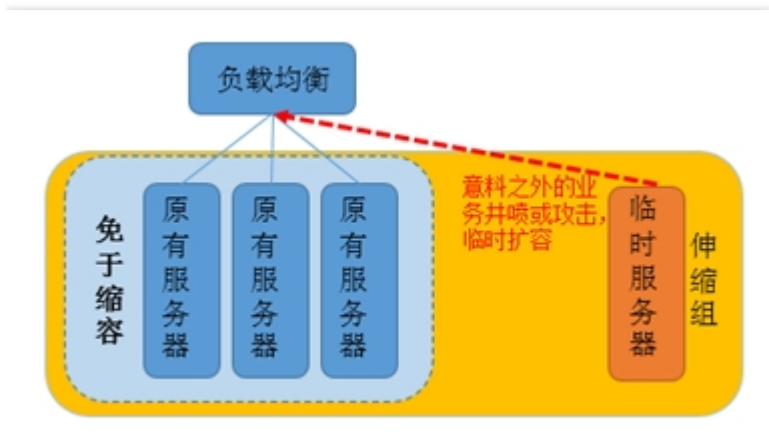 负载均衡
免于缩容
原有服务器
原有服务器
原有服务器
意料之外的业
务井喷或攻击，
临时扩容
临时服务器
伸缩组